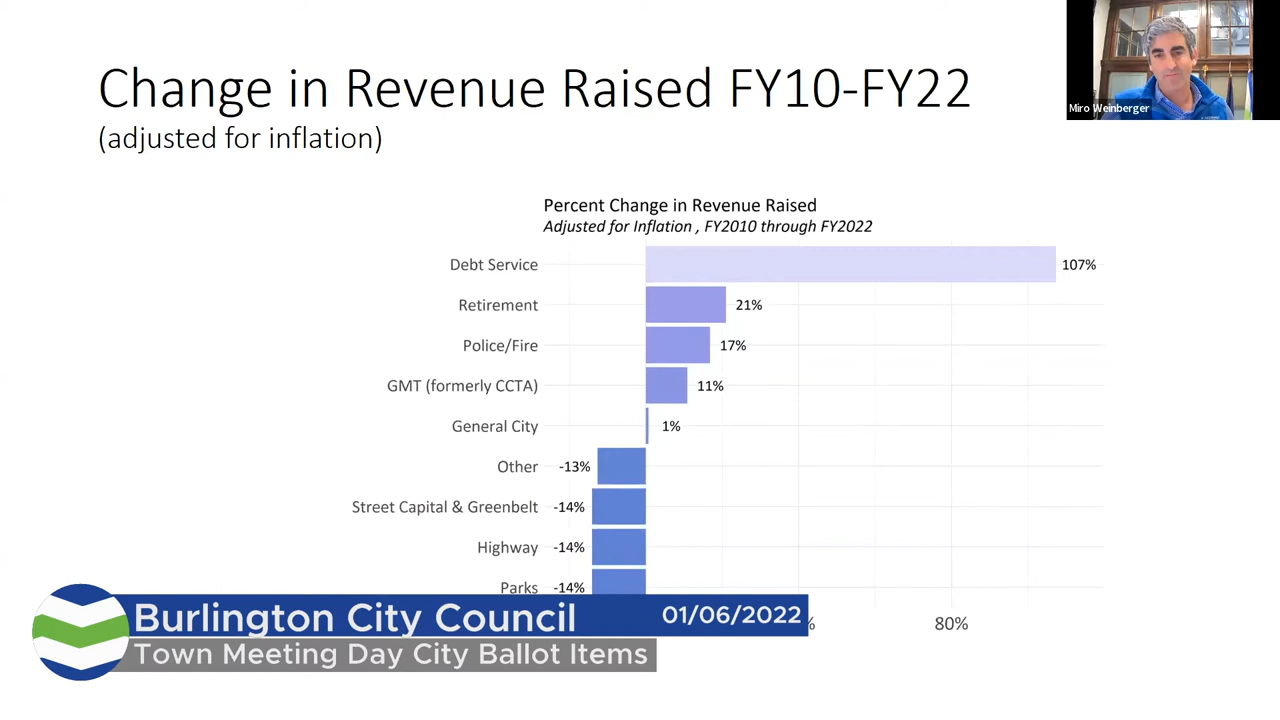 Change in Revenue Raised FY10-FY22
(adjusted for inflation)
Miro Weinberger
Percent Change in Revenue Raised
Adjusted for Inflation , FY2010 through FY2022
Debt Service 107%
Retirement 21%
Police/Fire 17%
GMT (formerly CCTA) 11%
General City 1%
Other -13%
Street Capital & Greenbelt -14%
Highway -14%
Parks -14%
% 80%
Burlington City Council 01/06/2022
Town Meeting Day City Ballot Items